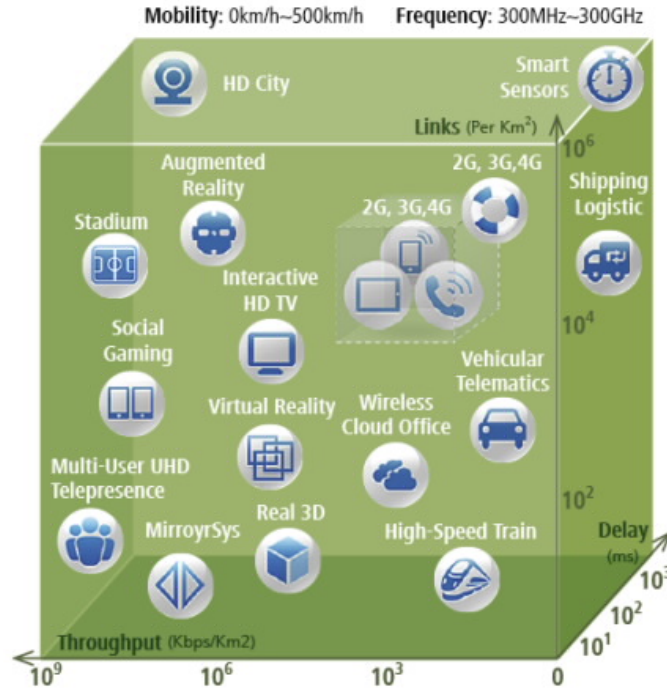 Mobility: 0km/h~500km/h Frequency: 300MHz~300GHz
HD City
Smart
Sensors
Links (Per Km²)
10⁶
Augmented
Reality
2G, 3G,4G
Shipping
Logistic
Stadium
2G, 3G,4G
Interactive
HD TV
10⁴
Social
Gaming
Vehicular
Telematics
Virtual Reality
Wireless
Cloud Office
Multi-User UHD
Telepresence
10²
MirroyrSys
Real 3D
High-Speed Train
Delay
(ms)
10³
10²
10¹
Throughput (Kbps/Km2)
10⁹ 10⁶ 10³ 0